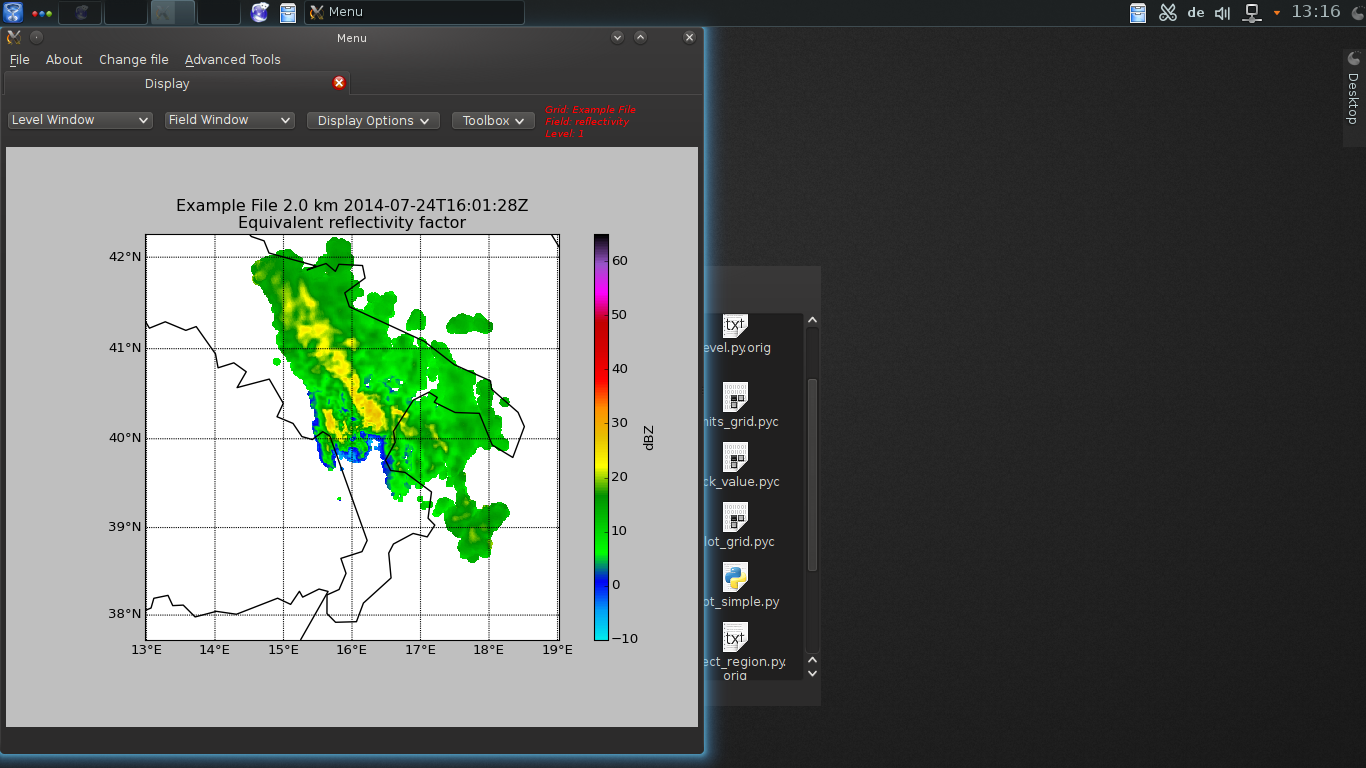 Menu
de
13:16
Menu
File About Change file Advanced Tools
Display
Level Window Field Window Display Options Toolbox
Grid: Example File
Field: reflectivity
Level: 1
Example File 2.0 km 2014-07-24T16:01:28Z
Equivalent reflectivity factor
42°N
41°N
40°N
39°N
38°N
13°E 14°E 15°E 16°E 17°E 18°E 19°E
60
50
40
30
20
10
0
−10
dBZ
txt
evel.py.orig
nits_grid.pyc
ck_value.pyc
lot_grid.pyc
ot_simple.py
txt
ect_region.py.
orig
Desktop